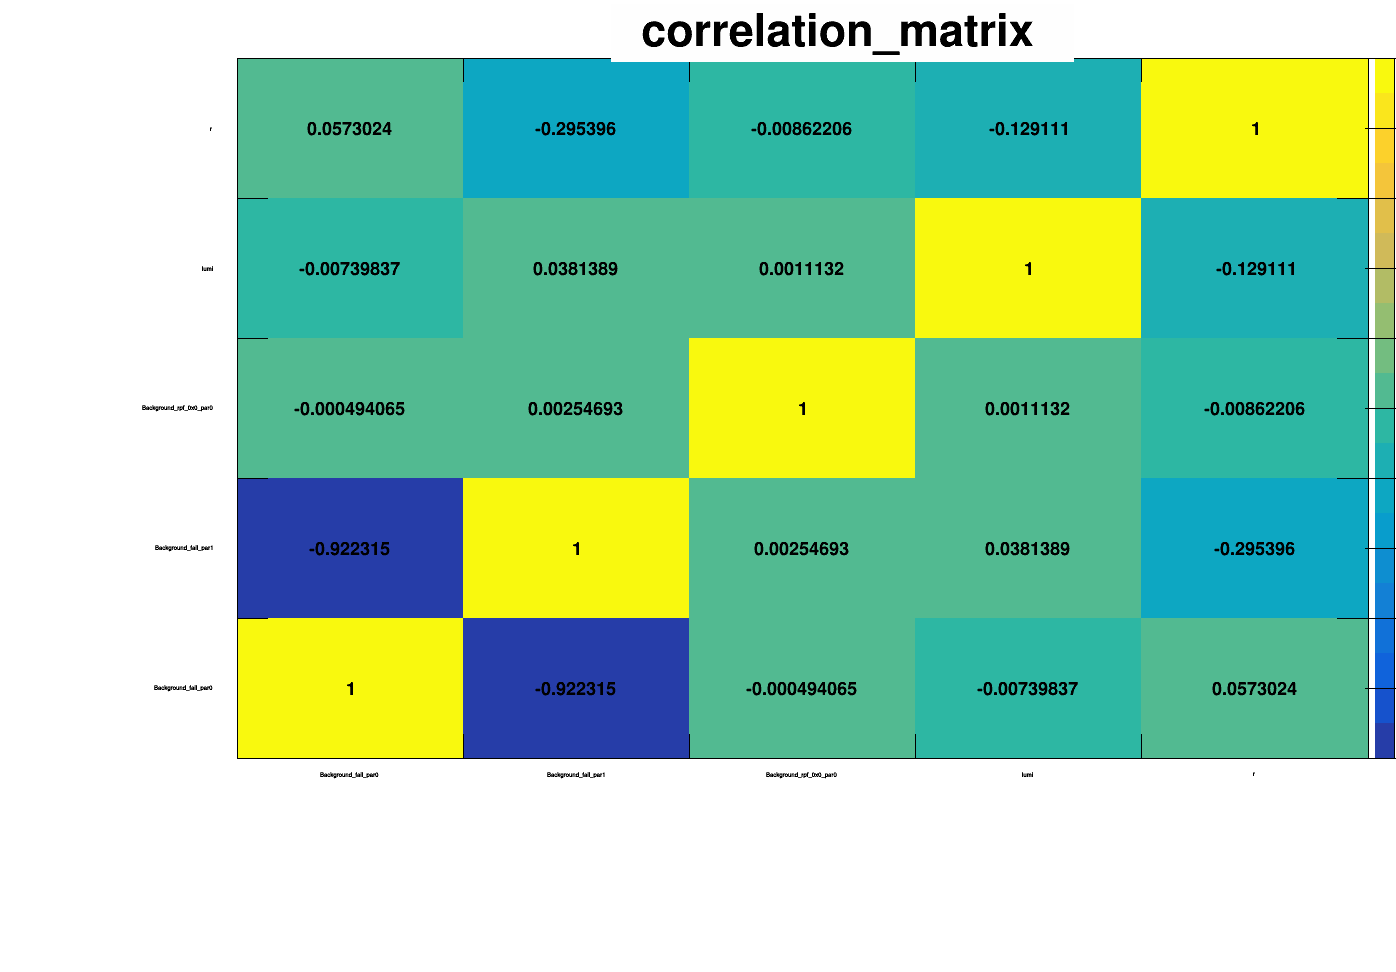 correlation_matrix
r
0.0573024 -0.295396 -0.00862206 -0.129111 1
lumi
-0.00739837 0.0381389 0.0011132 1 -0.129111
Background_rpf_0x0_par0
-0.000494065 0.00254693 1 0.0011132 -0.00862206
Background_fail_par1
-0.922315 1 0.00254693 0.0381389 -0.295396
Background_fail_par0
1 -0.922315 -0.000494065 -0.00739837 0.0573024
Background_fail_par0 Background_fail_par1 Background_rpf_0x0_par0 lumi r